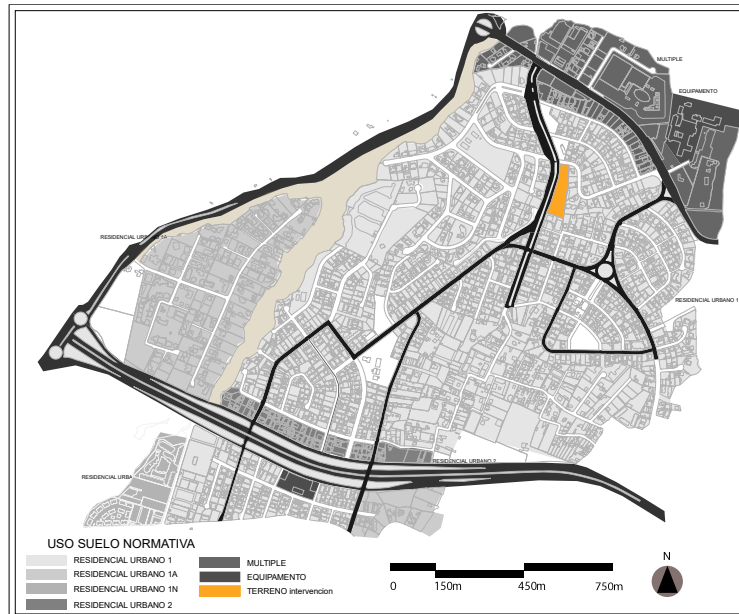 MULTIPLE
EQUIPAMENTO
RESIDENCIAL URBANO 1A
RESIDENCIAL URBANO 1
RESIDENCIAL URBANO 2
RESIDENCIAL URBA
USO SUELO NORMATIVA
RESIDENCIAL URBANO 1
RESIDENCIAL URBANO 1A
RESIDENCIAL URBANO 1N
RESIDENCIAL URBANO 2
MULTIPLE
EQUIPAMENTO
TERRENO intervencion
0 150m 450m 750m
N